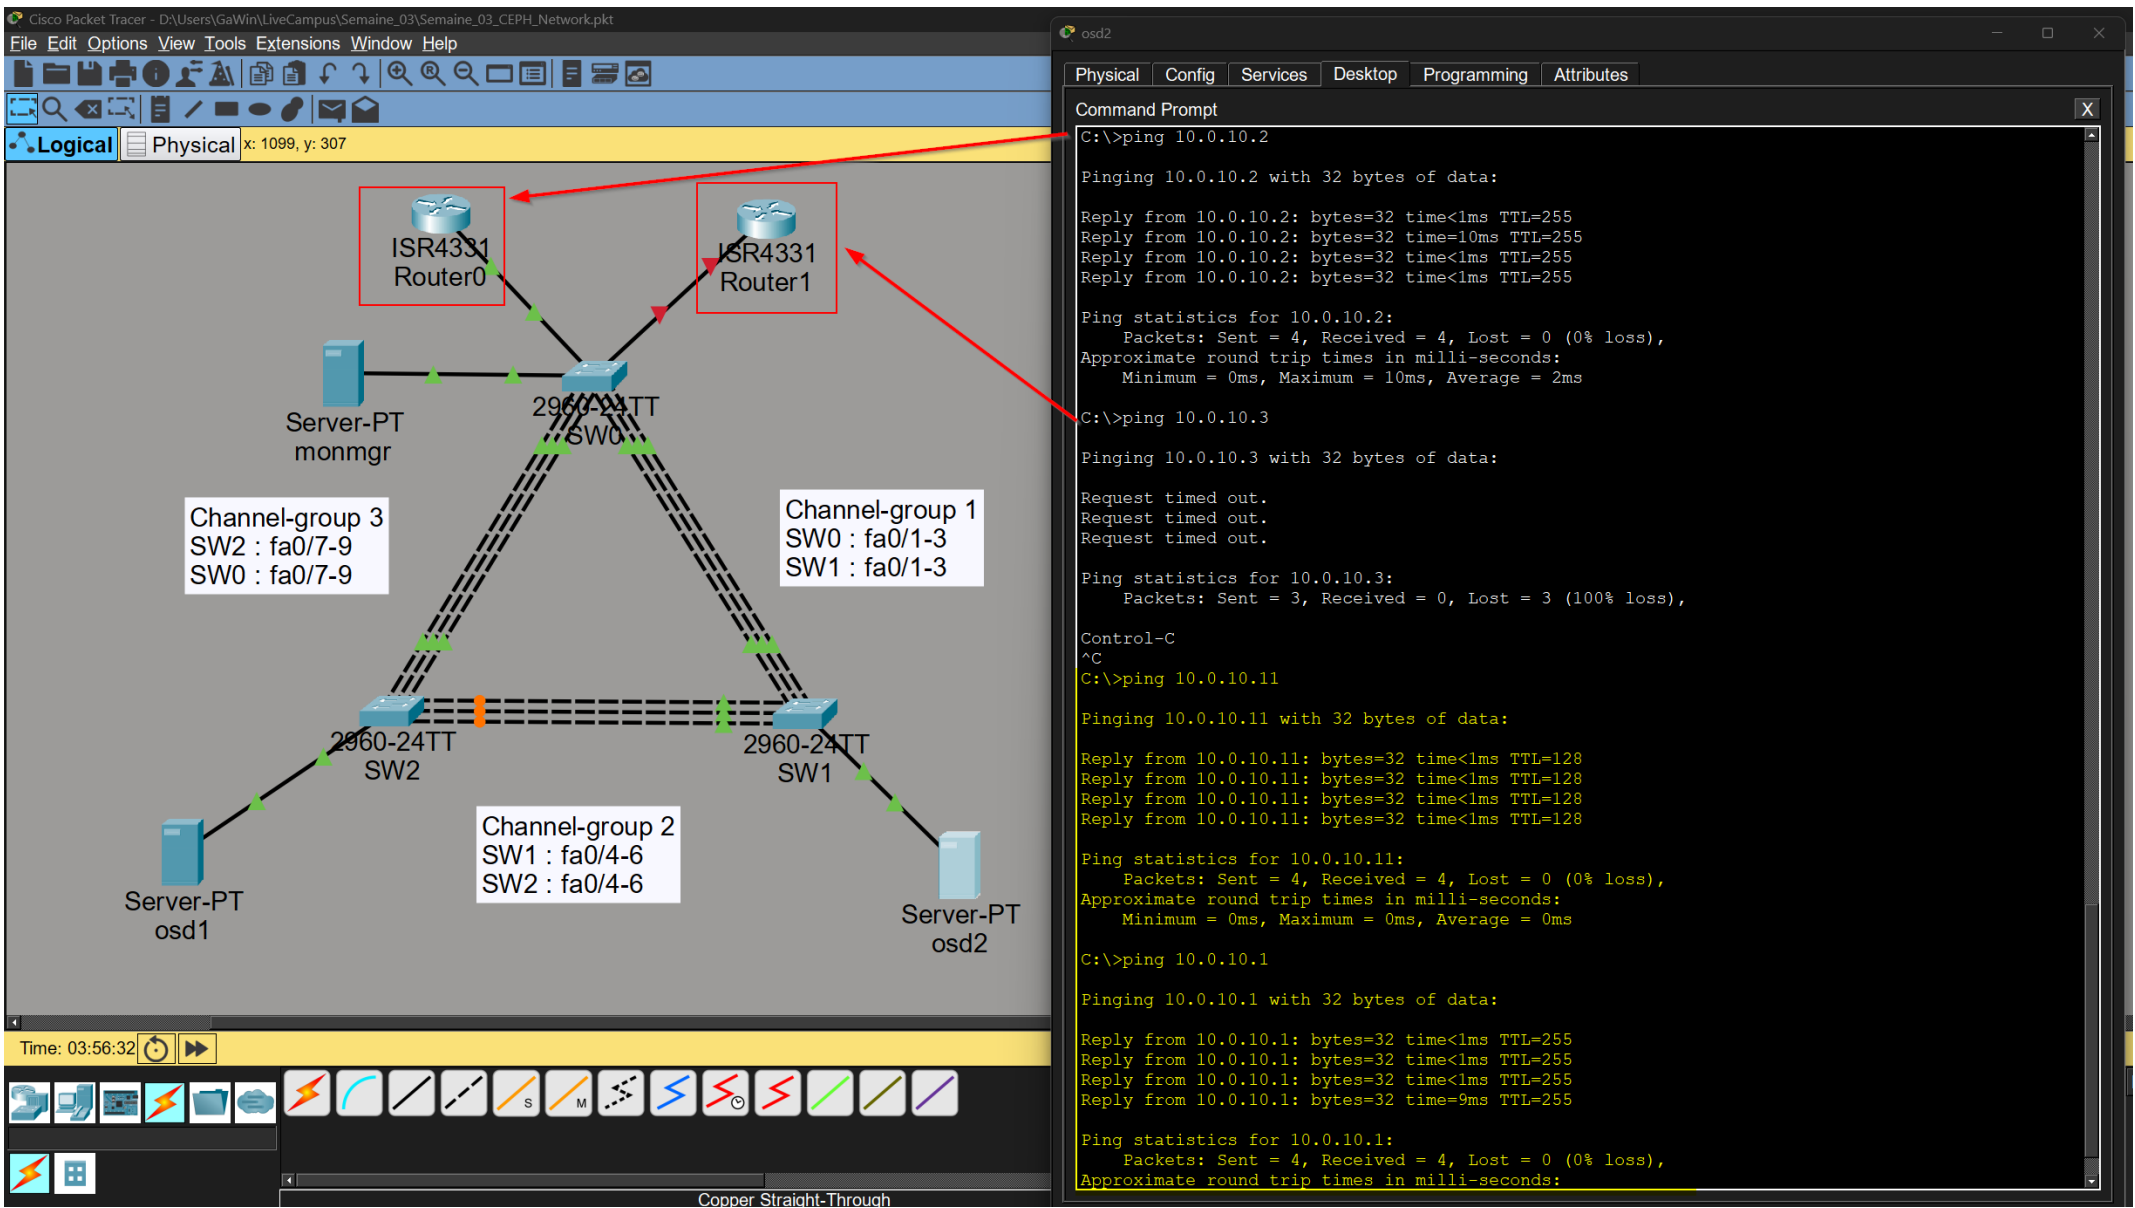 Cisco Packet Tracer - D:\Users\GaWin\LiveCampus\Semaine_03\Semaine_03_CEPH_Network.pkt
File Edit Options View Tools Extensions Window Help
Logical Physical x: 1099, y: 307
ISR4331
Router0
ISR4331
Router1
Server-PT
monmgr
2960-24TT
SW0
Channel-group 3
SW2 : fa0/7-9
SW0 : fa0/7-9
Channel-group 1
SW0 : fa0/1-3
SW1 : fa0/1-3
2960-24TT
SW2
2960-24TT
SW1
Channel-group 2
SW1 : fa0/4-6
SW2 : fa0/4-6
Server-PT
osd1
Server-PT
osd2
Time: 03:56:32
S
M
Copper Straight-Through
osd2
Physical Config Services Desktop Programming Attributes
Command Prompt
X
C:\>ping 10.0.10.2
Pinging 10.0.10.2 with 32 bytes of data:
Reply from 10.0.10.2: bytes=32 time<1ms TTL=255
Reply from 10.0.10.2: bytes=32 time=10ms TTL=255
Reply from 10.0.10.2: bytes=32 time<1ms TTL=255
Reply from 10.0.10.2: bytes=32 time<1ms TTL=255
Ping statistics for 10.0.10.2:
Packets: Sent = 4, Received = 4, Lost = 0 (0% loss),
Approximate round trip times in milli-seconds:
Minimum = 0ms, Maximum = 10ms, Average = 2ms
C:\>ping 10.0.10.3
Pinging 10.0.10.3 with 32 bytes of data:
Request timed out.
Request timed out.
Request timed out.
Ping statistics for 10.0.10.3:
Packets: Sent = 3, Received = 0, Lost = 3 (100% loss),
Control-C
^C
C:\>ping 10.0.10.11
Pinging 10.0.10.11 with 32 bytes of data:
Reply from 10.0.10.11: bytes=32 time<1ms TTL=128
Reply from 10.0.10.11: bytes=32 time<1ms TTL=128
Reply from 10.0.10.11: bytes=32 time<1ms TTL=128
Reply from 10.0.10.11: bytes=32 time<1ms TTL=128
Ping statistics for 10.0.10.11:
Packets: Sent = 4, Received = 4, Lost = 0 (0% loss),
Approximate round trip times in milli-seconds:
Minimum = 0ms, Maximum = 0ms, Average = 0ms
C:\>ping 10.0.10.1
Pinging 10.0.10.1 with 32 bytes of data:
Reply from 10.0.10.1: bytes=32 time<1ms TTL=255
Reply from 10.0.10.1: bytes=32 time<1ms TTL=255
Reply from 10.0.10.1: bytes=32 time<1ms TTL=255
Reply from 10.0.10.1: bytes=32 time=9ms TTL=255
Ping statistics for 10.0.10.1:
Packets: Sent = 4, Received = 4, Lost = 0 (0% loss),
Approximate round trip times in milli-seconds: